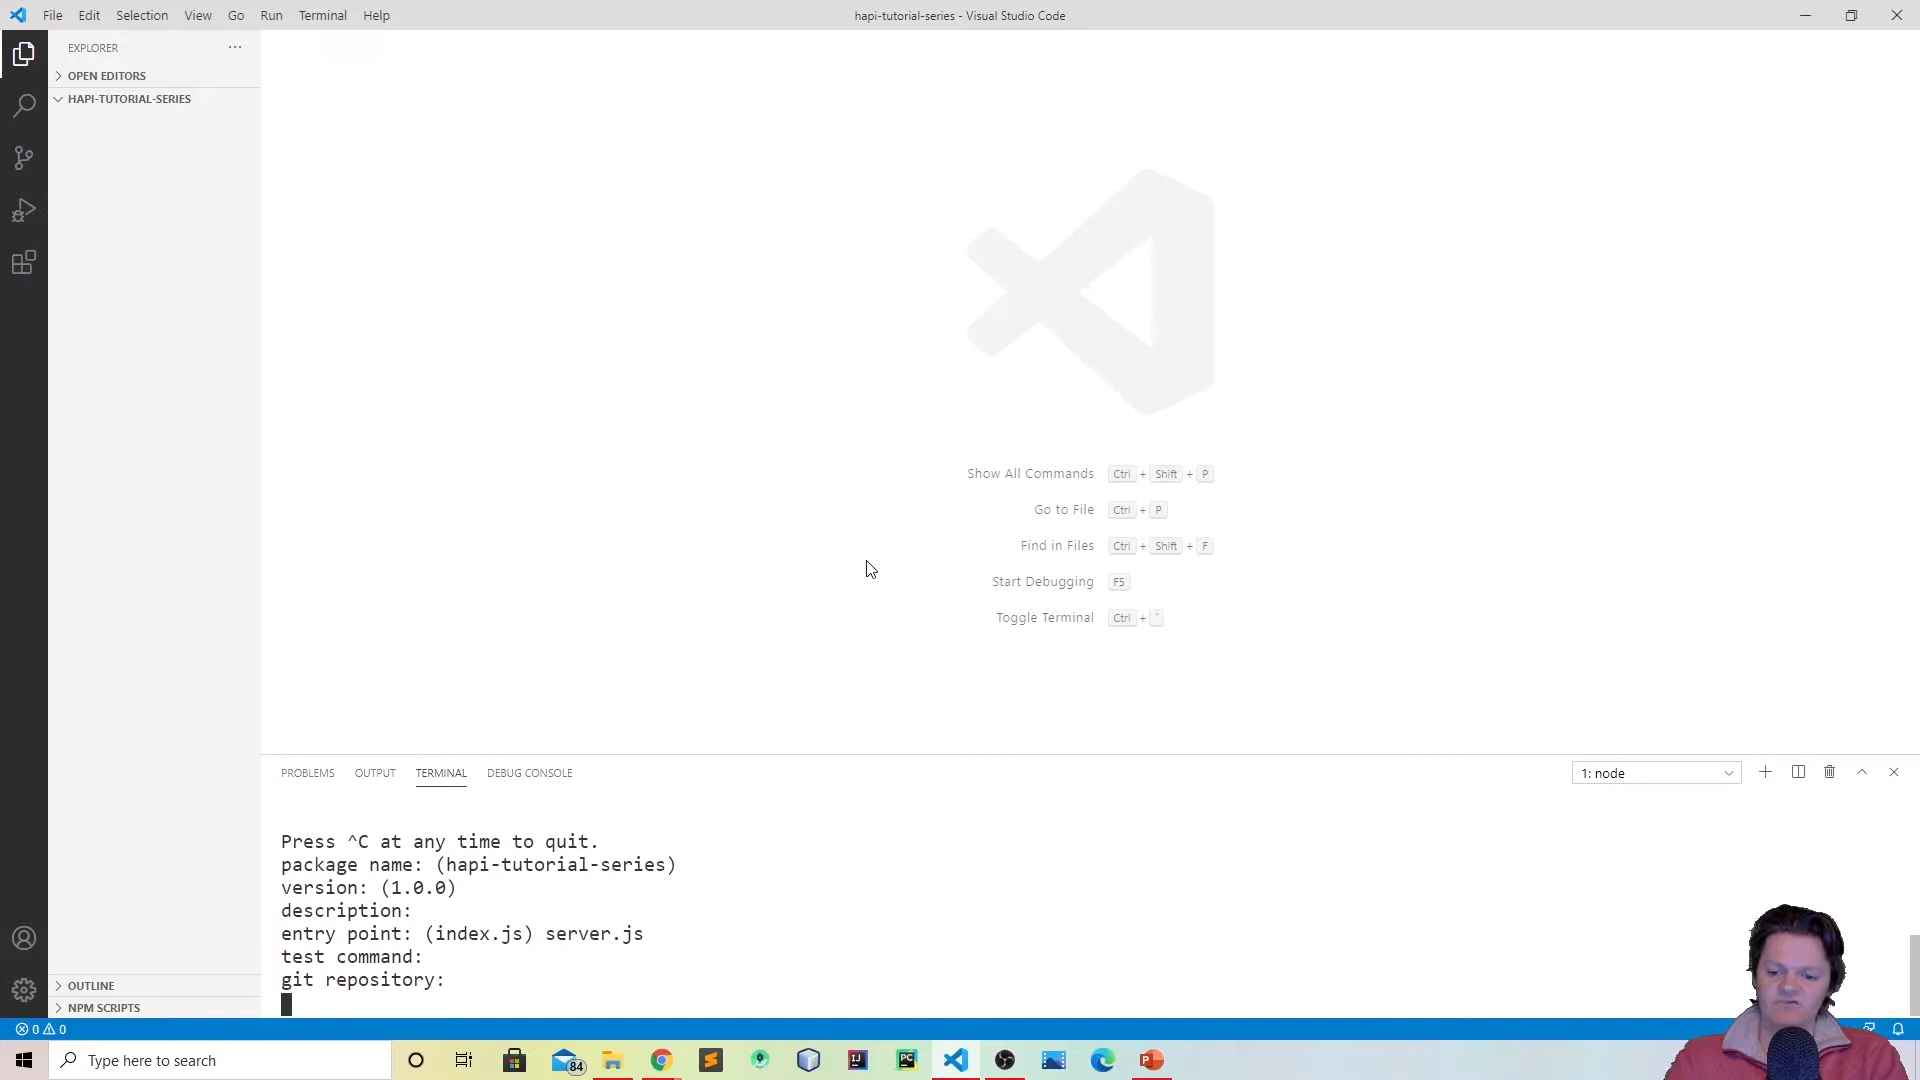 File Edit Selection View Go Run Terminal Help
hapi-tutorial-series - Visual Studio Code
EXPLORER
OPEN EDITORS
HAPI-TUTORIAL-SERIES
Show All Commands Ctrl + Shift + P
Go to File Ctrl + P
Find in Files Ctrl + Shift + F
Start Debugging F5
Toggle Terminal Ctrl + `
PROBLEMS OUTPUT TERMINAL DEBUG CONSOLE
1: node
Press ^C at any time to quit.
package name: (hapi-tutorial-series)
version: (1.0.0)
description:
entry point: (index.js) server.js
test command:
git repository:
OUTLINE
NPM SCRIPTS
0 0
Type here to search
84
IJ
PC
P